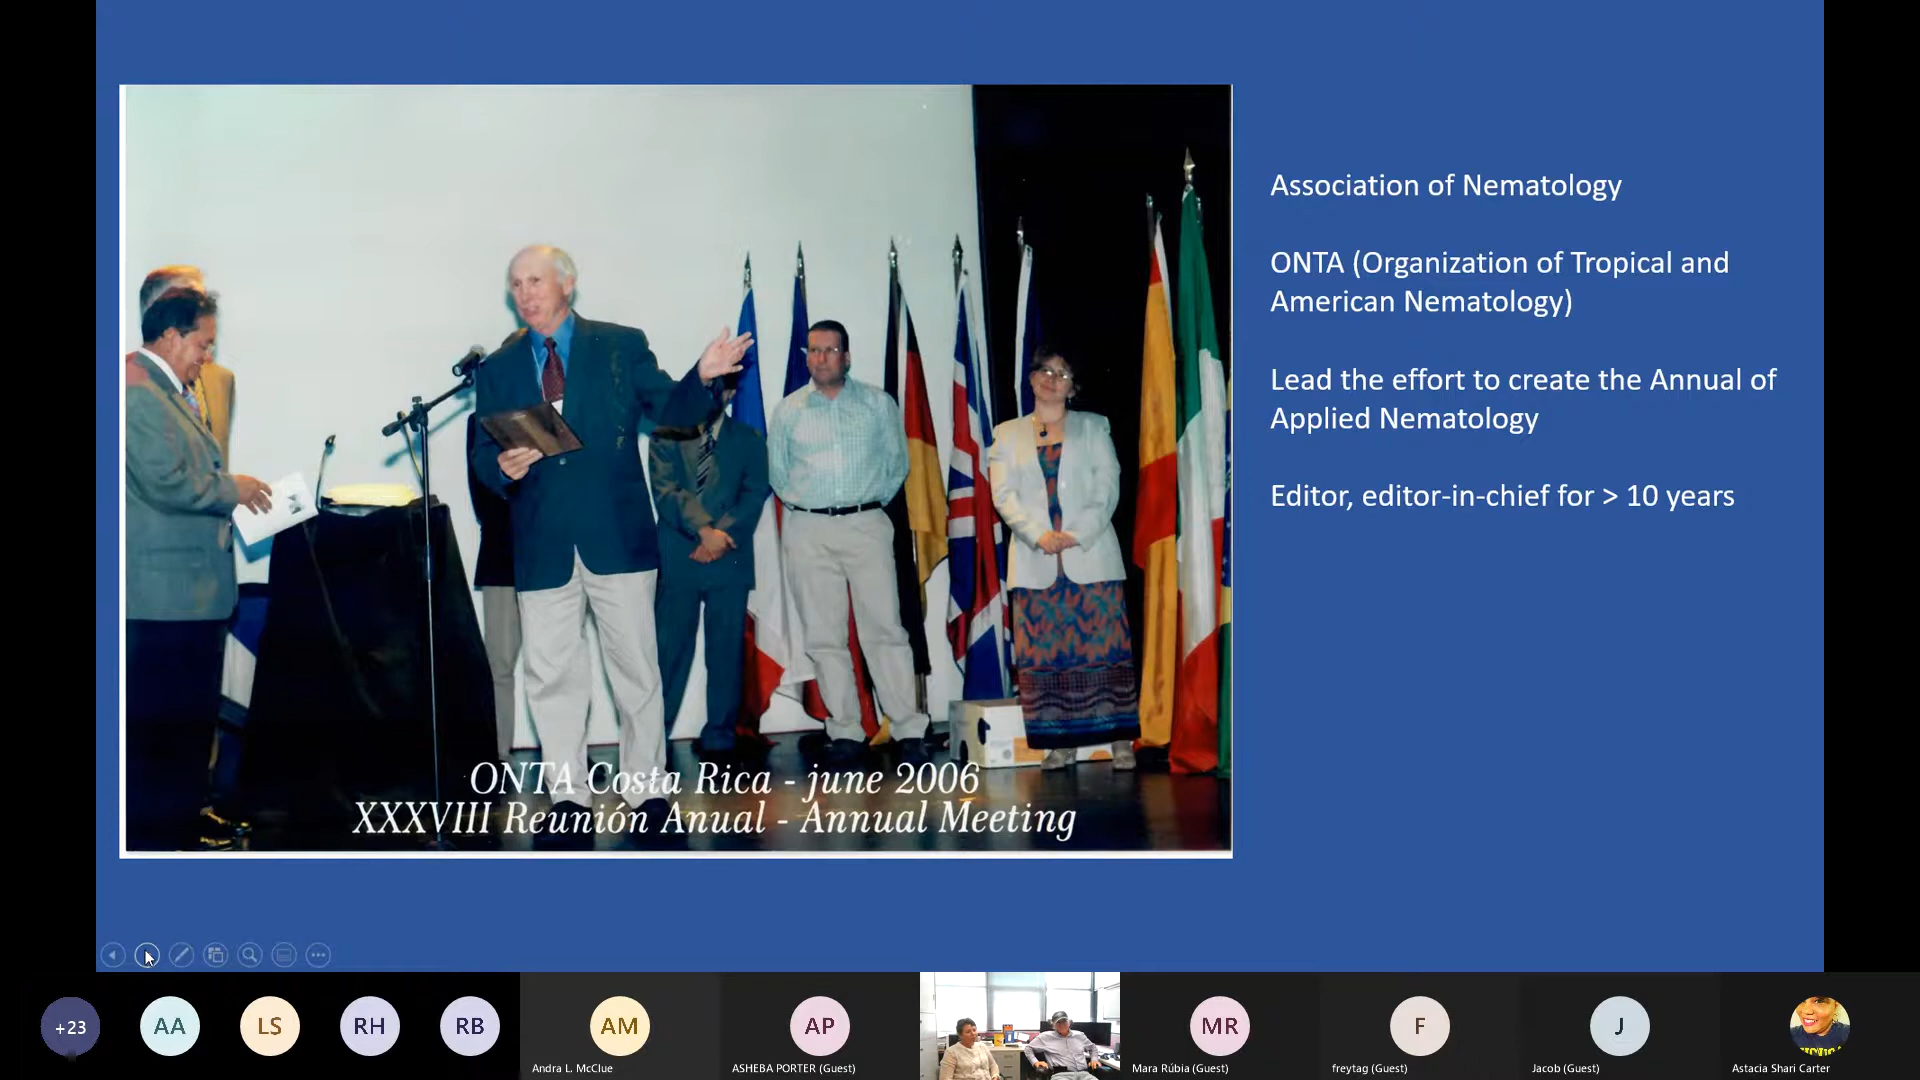 Association of Nematology
ONTA (Organization of Tropical and
American Nematology)
Lead the effort to create the Annual of
Applied Nematology
Editor, editor-in-chief for > 10 years
ONTA Costa Rica - june 2006
XXXVIII Reunión Anual - Annual Meeting
+23
AA
LS
RH
RB
AM
Andra L. McClue
AP
ASHEBA PORTER (Guest)
MR
Mara Rúbia (Guest)
F
freytag (Guest)
J
Jacob (Guest)
Astacia Shari Carter